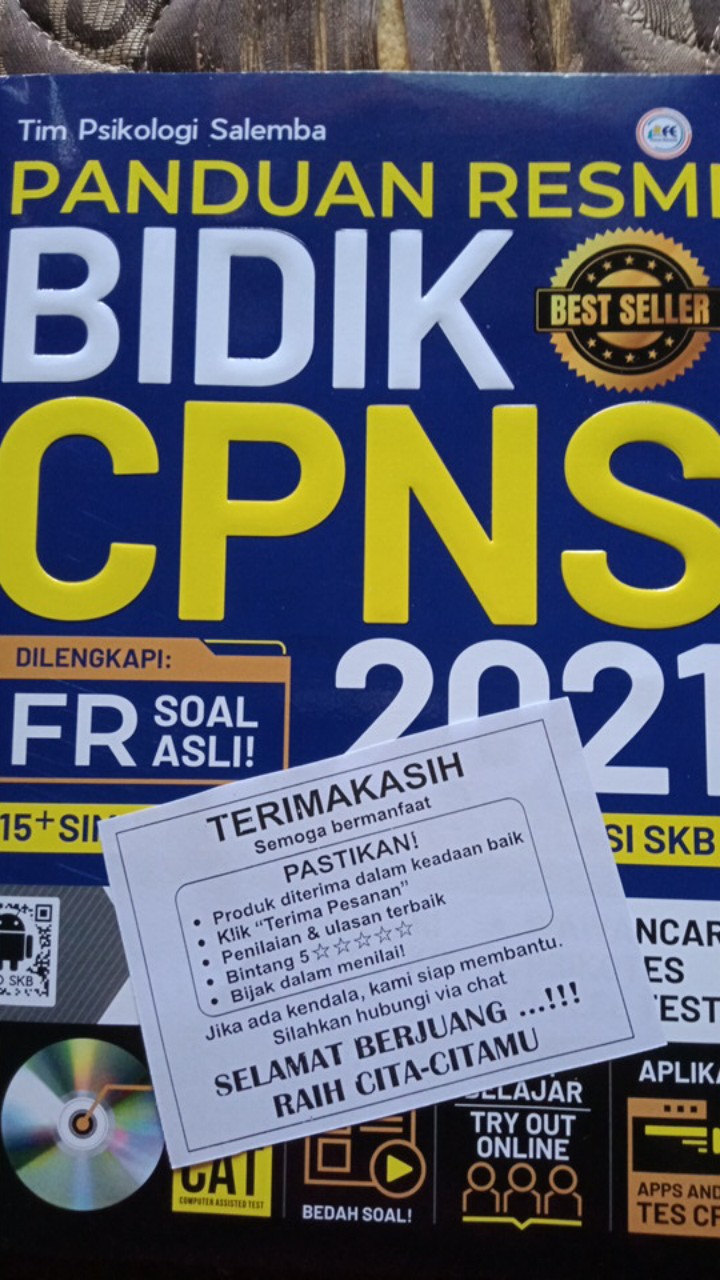 Tim Psikologi Salemba
PANDUAN RESMI
BIDIK
BEST SELLER
CPNS
2021
DILENGKAPI:
FR SOAL
ASLI!
15+
SI SKB
TERIMAKASIH
Semoga bermanfaat
PASTIKAN!
• Produk diterima dalam keadaan baik
• Klik “Terima Pesanan”
• Penilaian & ulasan terbaik
• Bintang 5☆☆☆☆☆
• Bijak dalam menilai!
Jika ada kendala, kami siap membantu.
Silahkan hubungi via chat
SELAMAT BERJUANG ...!!!
RAIH CITA-CITAMU
SKB
CAT
COMPUTER ASSISTED TEST
BEDAH SOAL!
BELAJAR
TRY OUT
ONLINE
APPS AND
TES